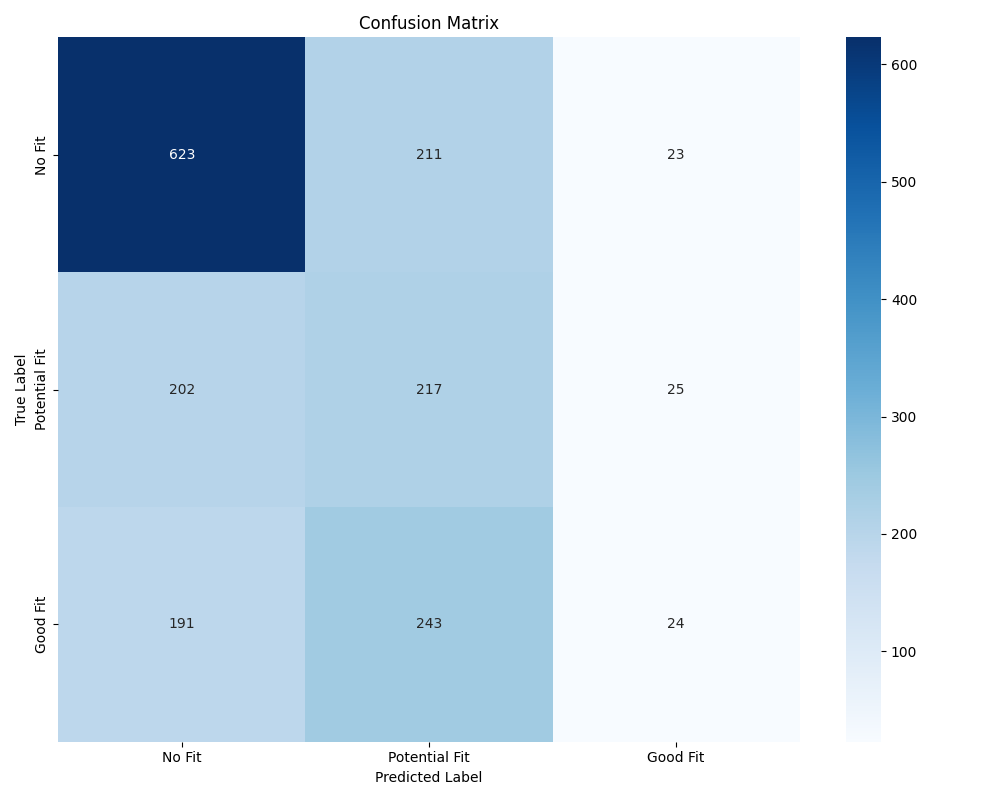 Confusion Matrix
True Label
No Fit
623
211
23
Potential Fit
202
217
25
Good Fit
191
243
24
No Fit
Potential Fit
Good Fit
Predicted Label
600
500
400
300
200
100